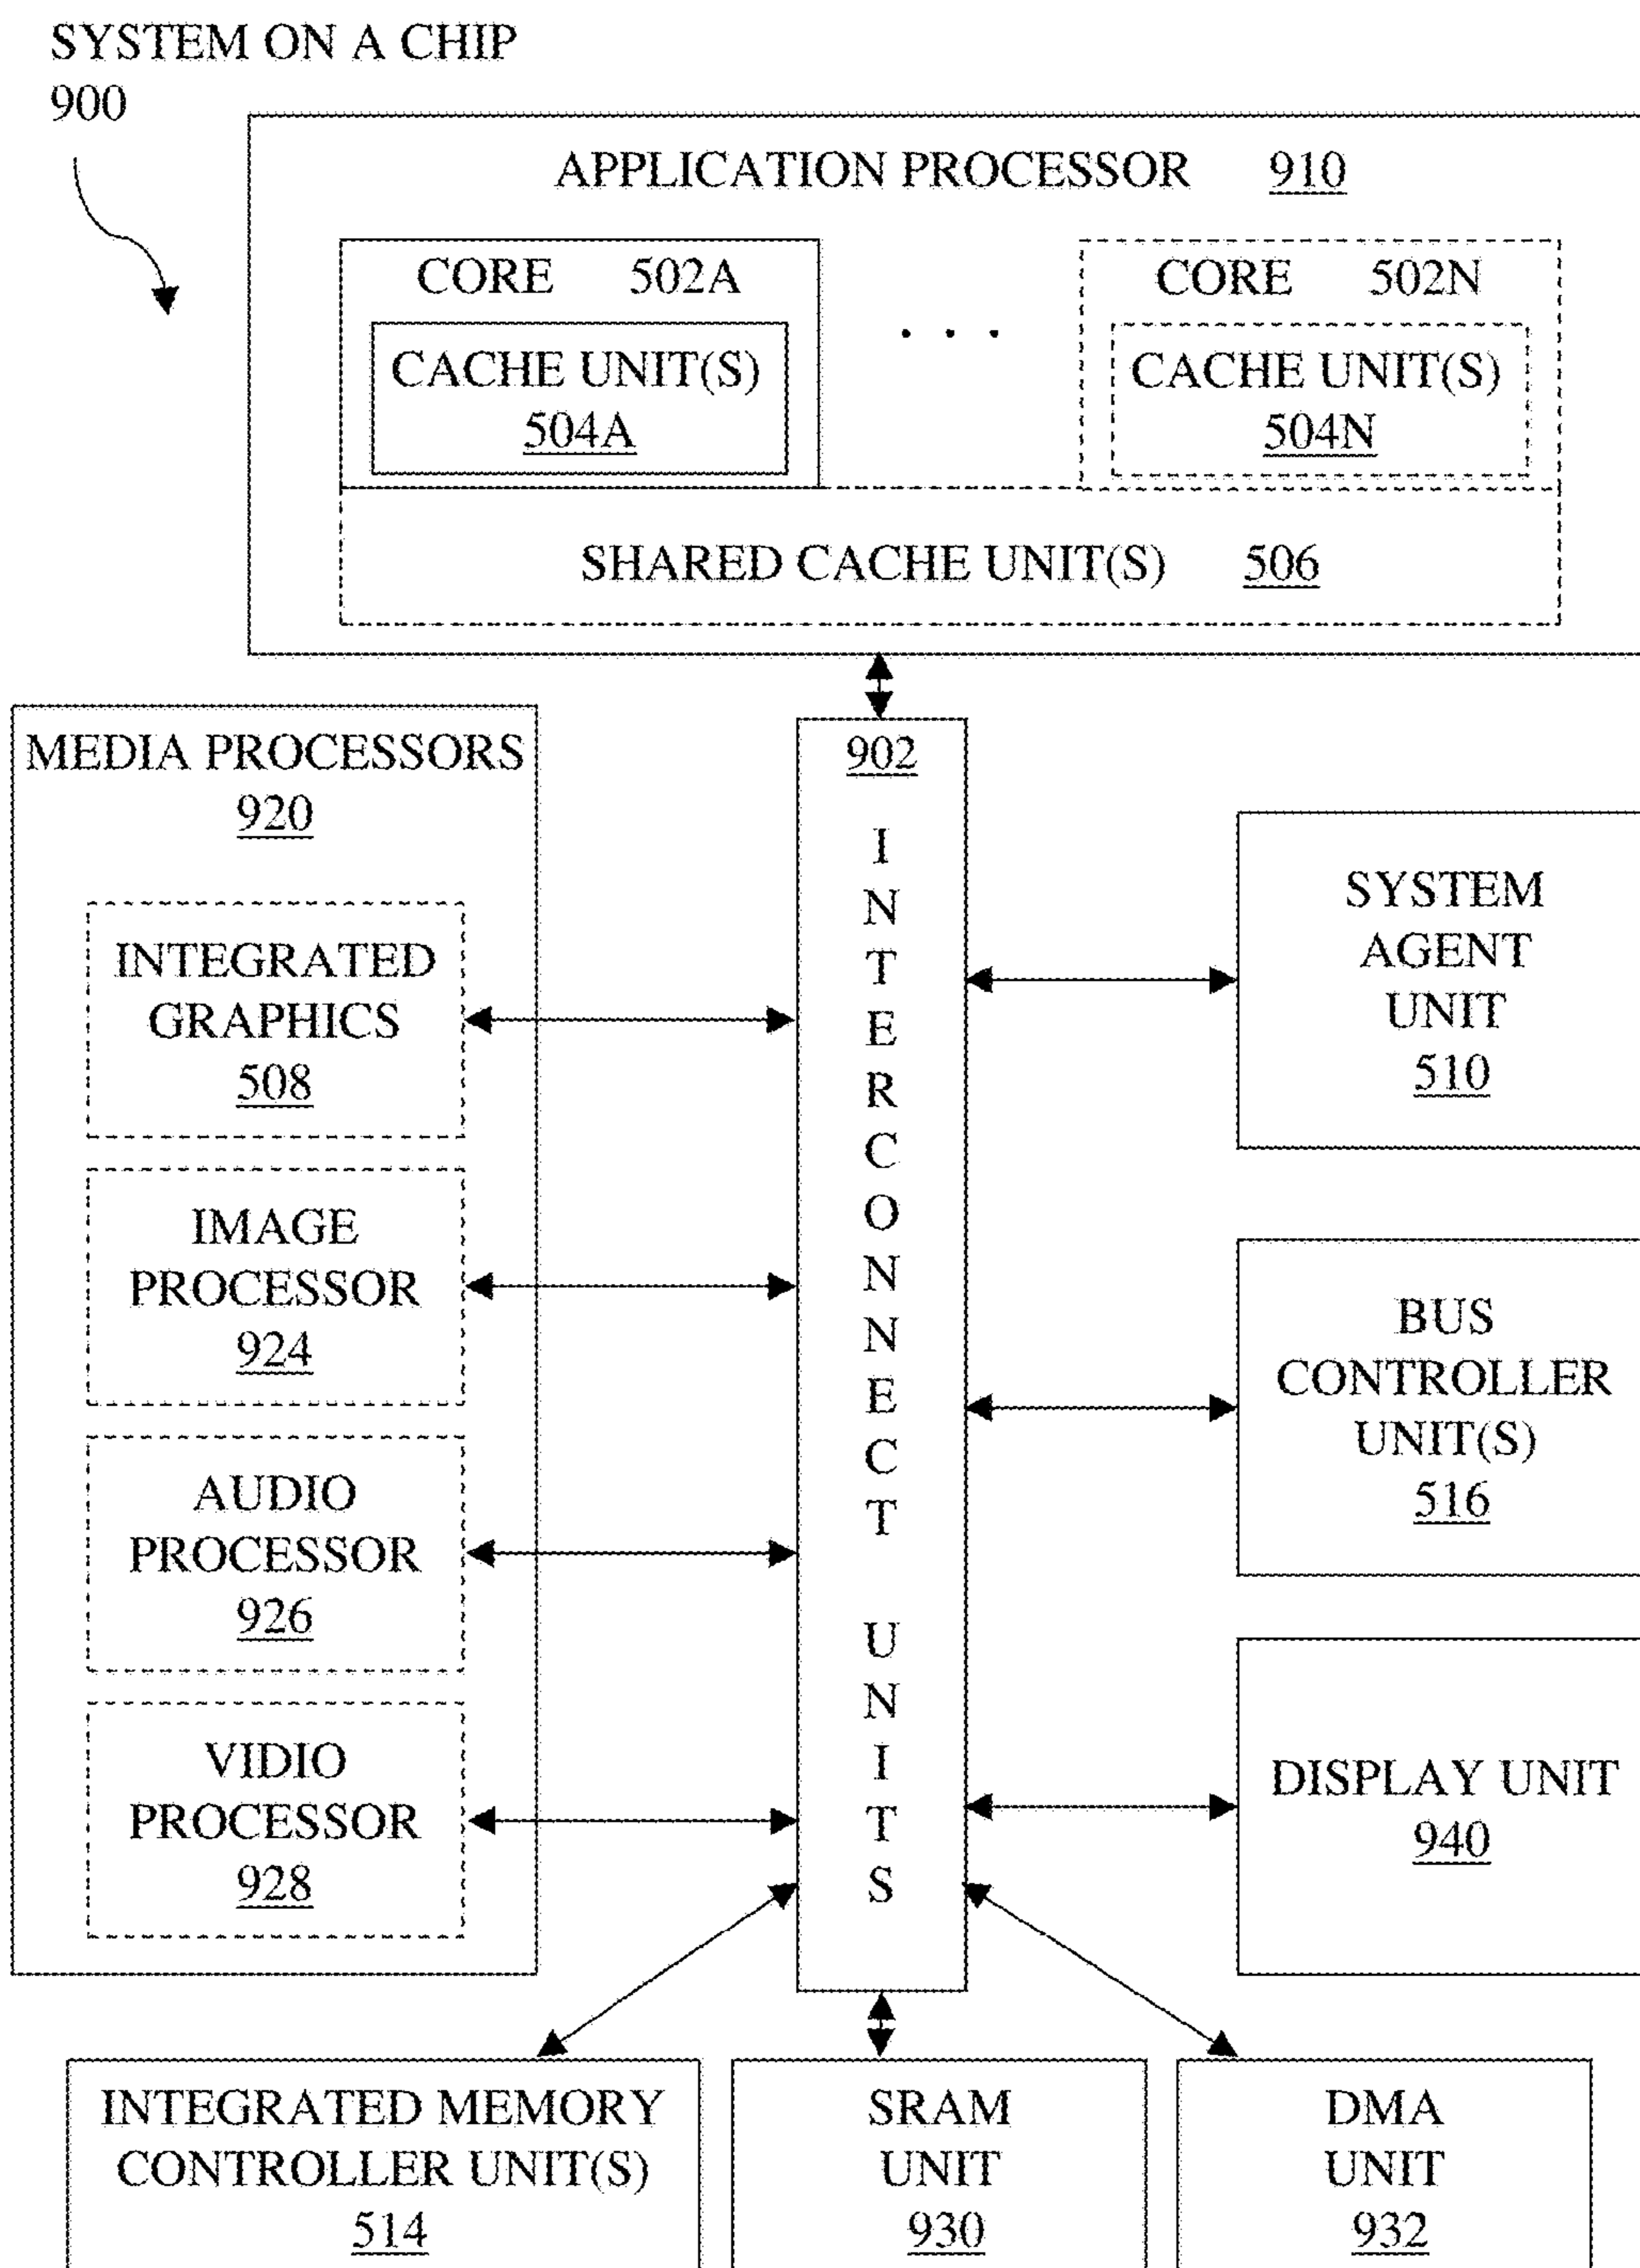 SYSTEM ON A CHIP
900
APPLICATION PROCESSOR 910
CORE 502A
CACHE UNIT(S)
504A
. . .
CORE 502N
CACHE UNIT(S)
504N
SHARED CACHE UNIT(S) 506
MEDIA PROCESSORS
920
INTEGRATED
GRAPHICS
508
IMAGE
PROCESSOR
924
AUDIO
PROCESSOR
926
VIDIO
PROCESSOR
928
902
INTERCONNECT UNITS
SYSTEM
AGENT
UNIT
510
BUS
CONTROLLER
UNIT(S)
516
DISPLAY UNIT
940
INTEGRATED MEMORY
CONTROLLER UNIT(S)
514
SRAM
UNIT
930
DMA
UNIT
932